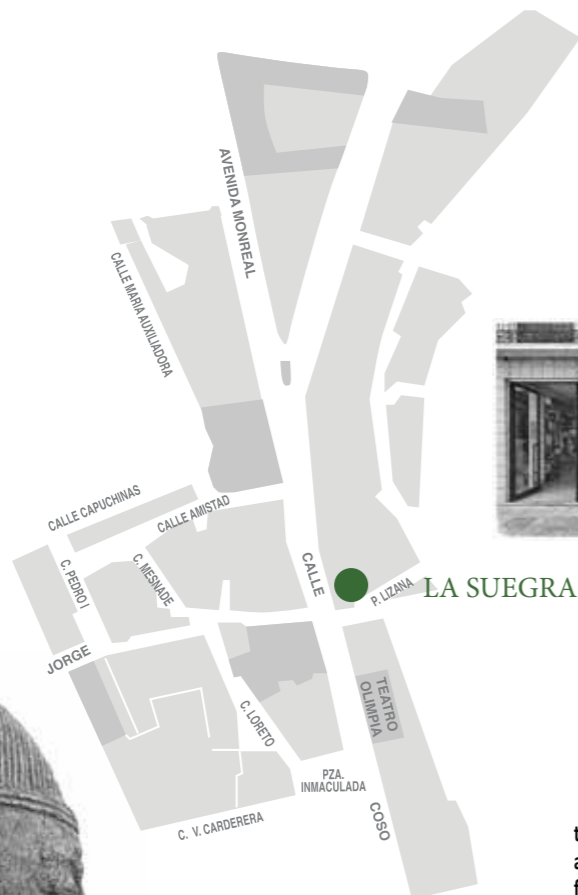 AVENIDA MONREAL
CALLE MARIA AUXILIADORA
CALLE CAPUCHINAS
CALLE AMISTAD
C. PEDRO I
C. MESNADE
CALLE
P. LIZANA
LA SUEGRA
JORGE
C. LORETO
TEATRO
OLIMPIA
PZA.
INMACULADA
C. V. CARDERERA
COSO